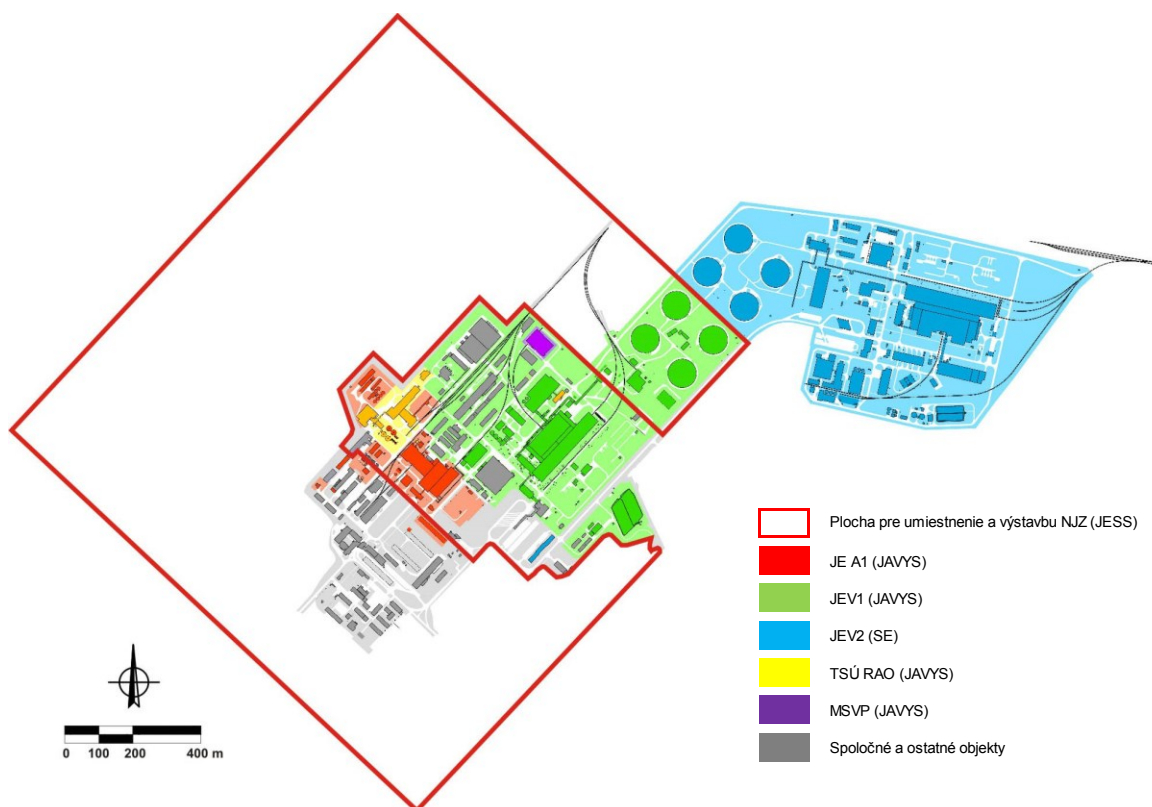 Plocha pre umiestnenie a výstavbu NJZ (JESS)
JE A1 (JAVYS)
JEV1 (JAVYS)
JEV2 (SE)
TSÚ RAO (JAVYS)
MSVP (JAVYS)
Spoločné a ostatné objekty
0 100 200 400 m